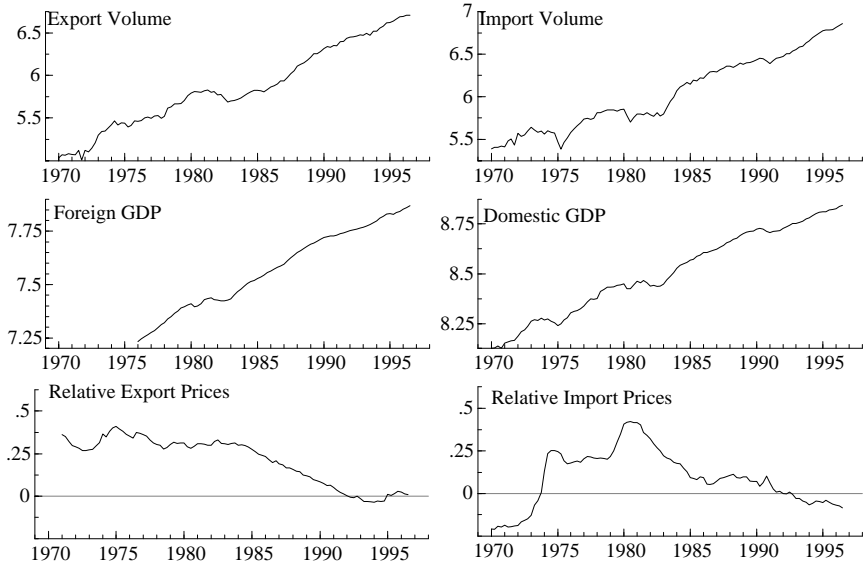 Export Volume
6.5
6
5.5
1970 1975 1980 1985 1990 1995
Import Volume
7
6.5
6
5.5
1970 1975 1980 1985 1990 1995
Foreign GDP
7.75
7.5
7.25
1970 1975 1980 1985 1990 1995
Domestic GDP
8.75
8.5
8.25
1970 1975 1980 1985 1990 1995
Relative Export Prices
.5
.25
0
1970 1975 1980 1985 1990 1995
Relative Import Prices
.5
.25
0
1970 1975 1980 1985 1990 1995